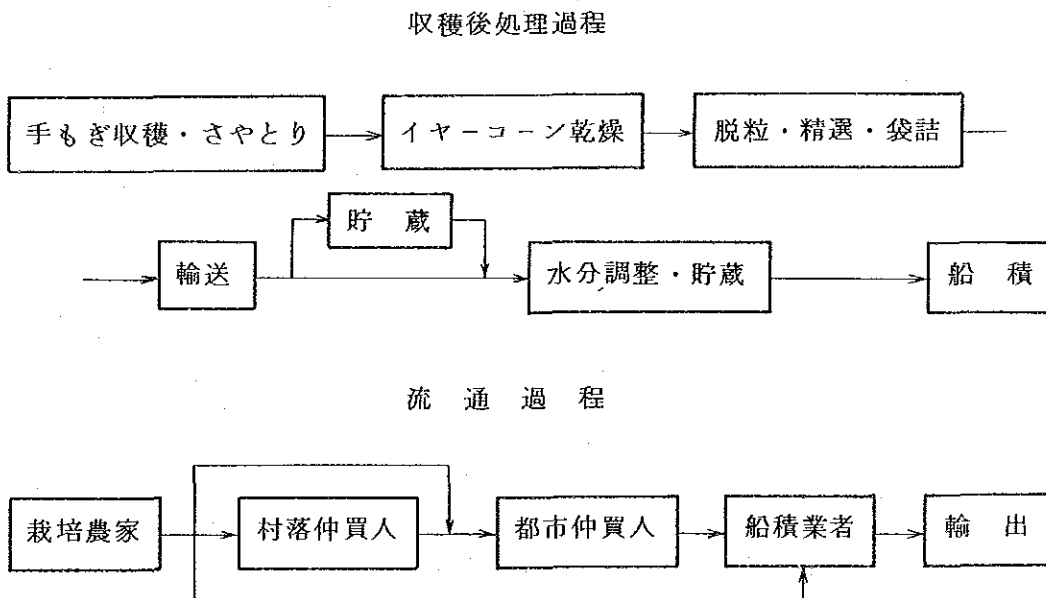 収穫後処理過程
手もぎ収穫・さやとり
イヤーコーン乾燥
脱粒・精選・袋詰
輸送
貯蔵
水分調整・貯蔵
船積
流通過程
栽培農家
村落仲買人
都市仲買人
船積業者
輸出